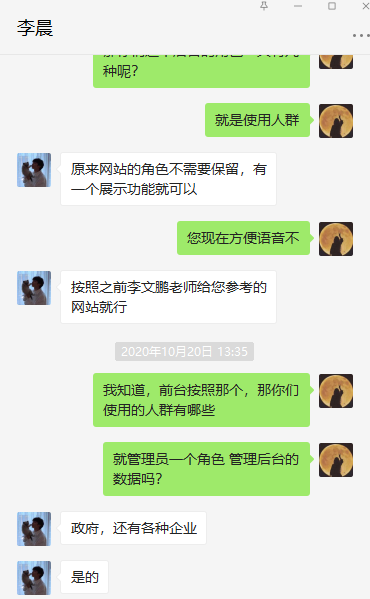 李晨
种呢？
就是使用人群
原来网站的角色不需要保留，有
一个展示功能就可以
您现在方便语音不
按照之前李文鹏老师给您参考的
网站就行
2020年10月20日 13:35
我知道，前台按照那个，那你们
使用的人群有哪些
就管理员一个角色 管理后台的
数据吗?
政府，还有各种企业
是的